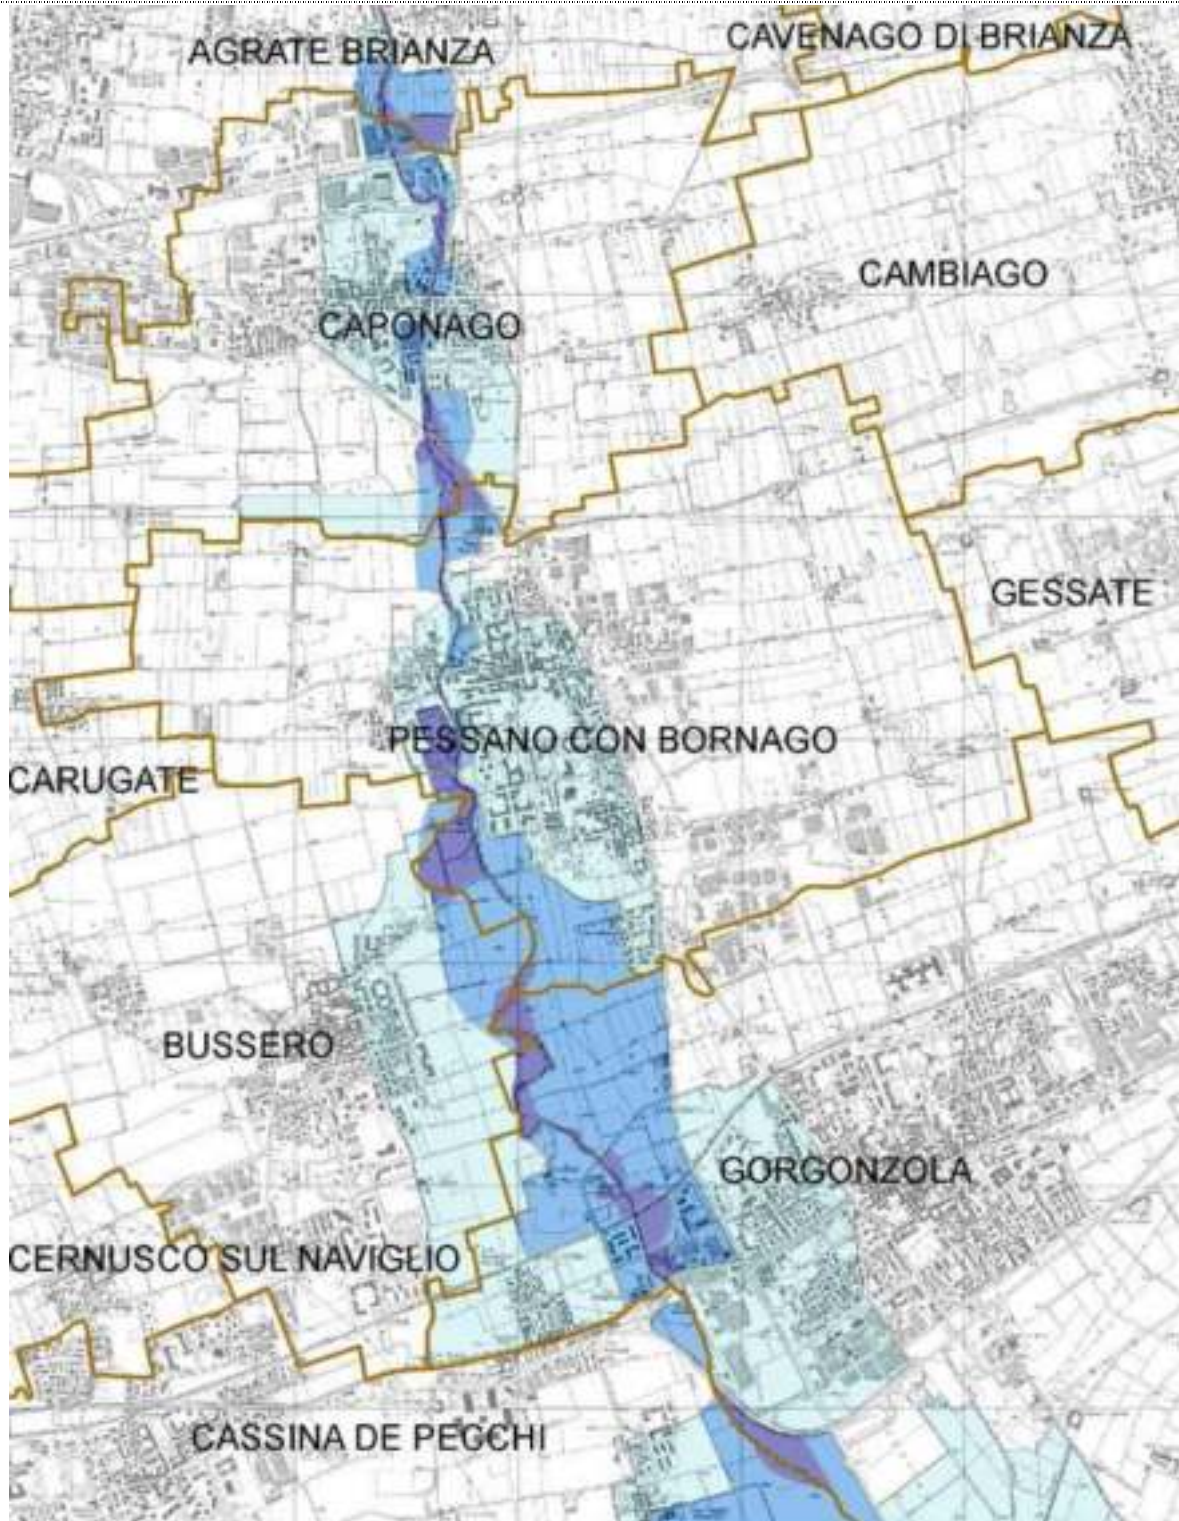 AGRATE BRIANZA
CAVENAGO DI BRIANZA
CAMBIAGO
CAPONAGO
GESSATE
PESSANO CON BORNAGO
CARUGATE
BUSSERO
GORGONZOLA
CERNUSCO SUL NAVIGLIO
CASSINA DE PECCHI